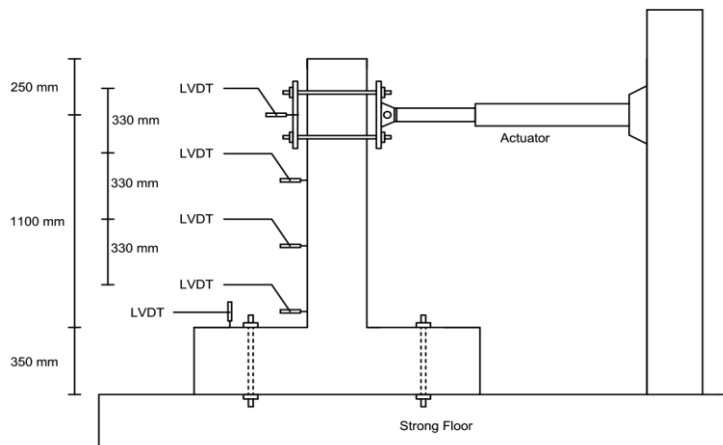 250 mm
LVDT
330 mm
Actuator
LVDT
330 mm
1100 mm
LVDT
330 mm
LVDT
LVDT
350 mm
Strong Floor